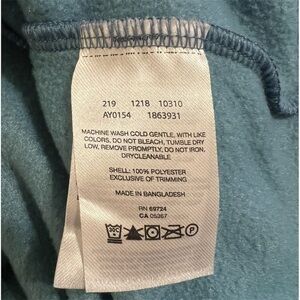 219 1218 10310
AY0154 1863931
MACHINE WASH COLD GENTLE, WITH LIKE
COLORS, DO NOT BLEACH, TUMBLE DRY
LOW, REMOVE PROMPTLY, DO NOT IRON,
DRYCLEANABLE
SHELL: 100% POLYESTER
EXCLUSIVE OF TRIMMING
MADE IN BANGLADESH
RN 69724
CA 05367
P